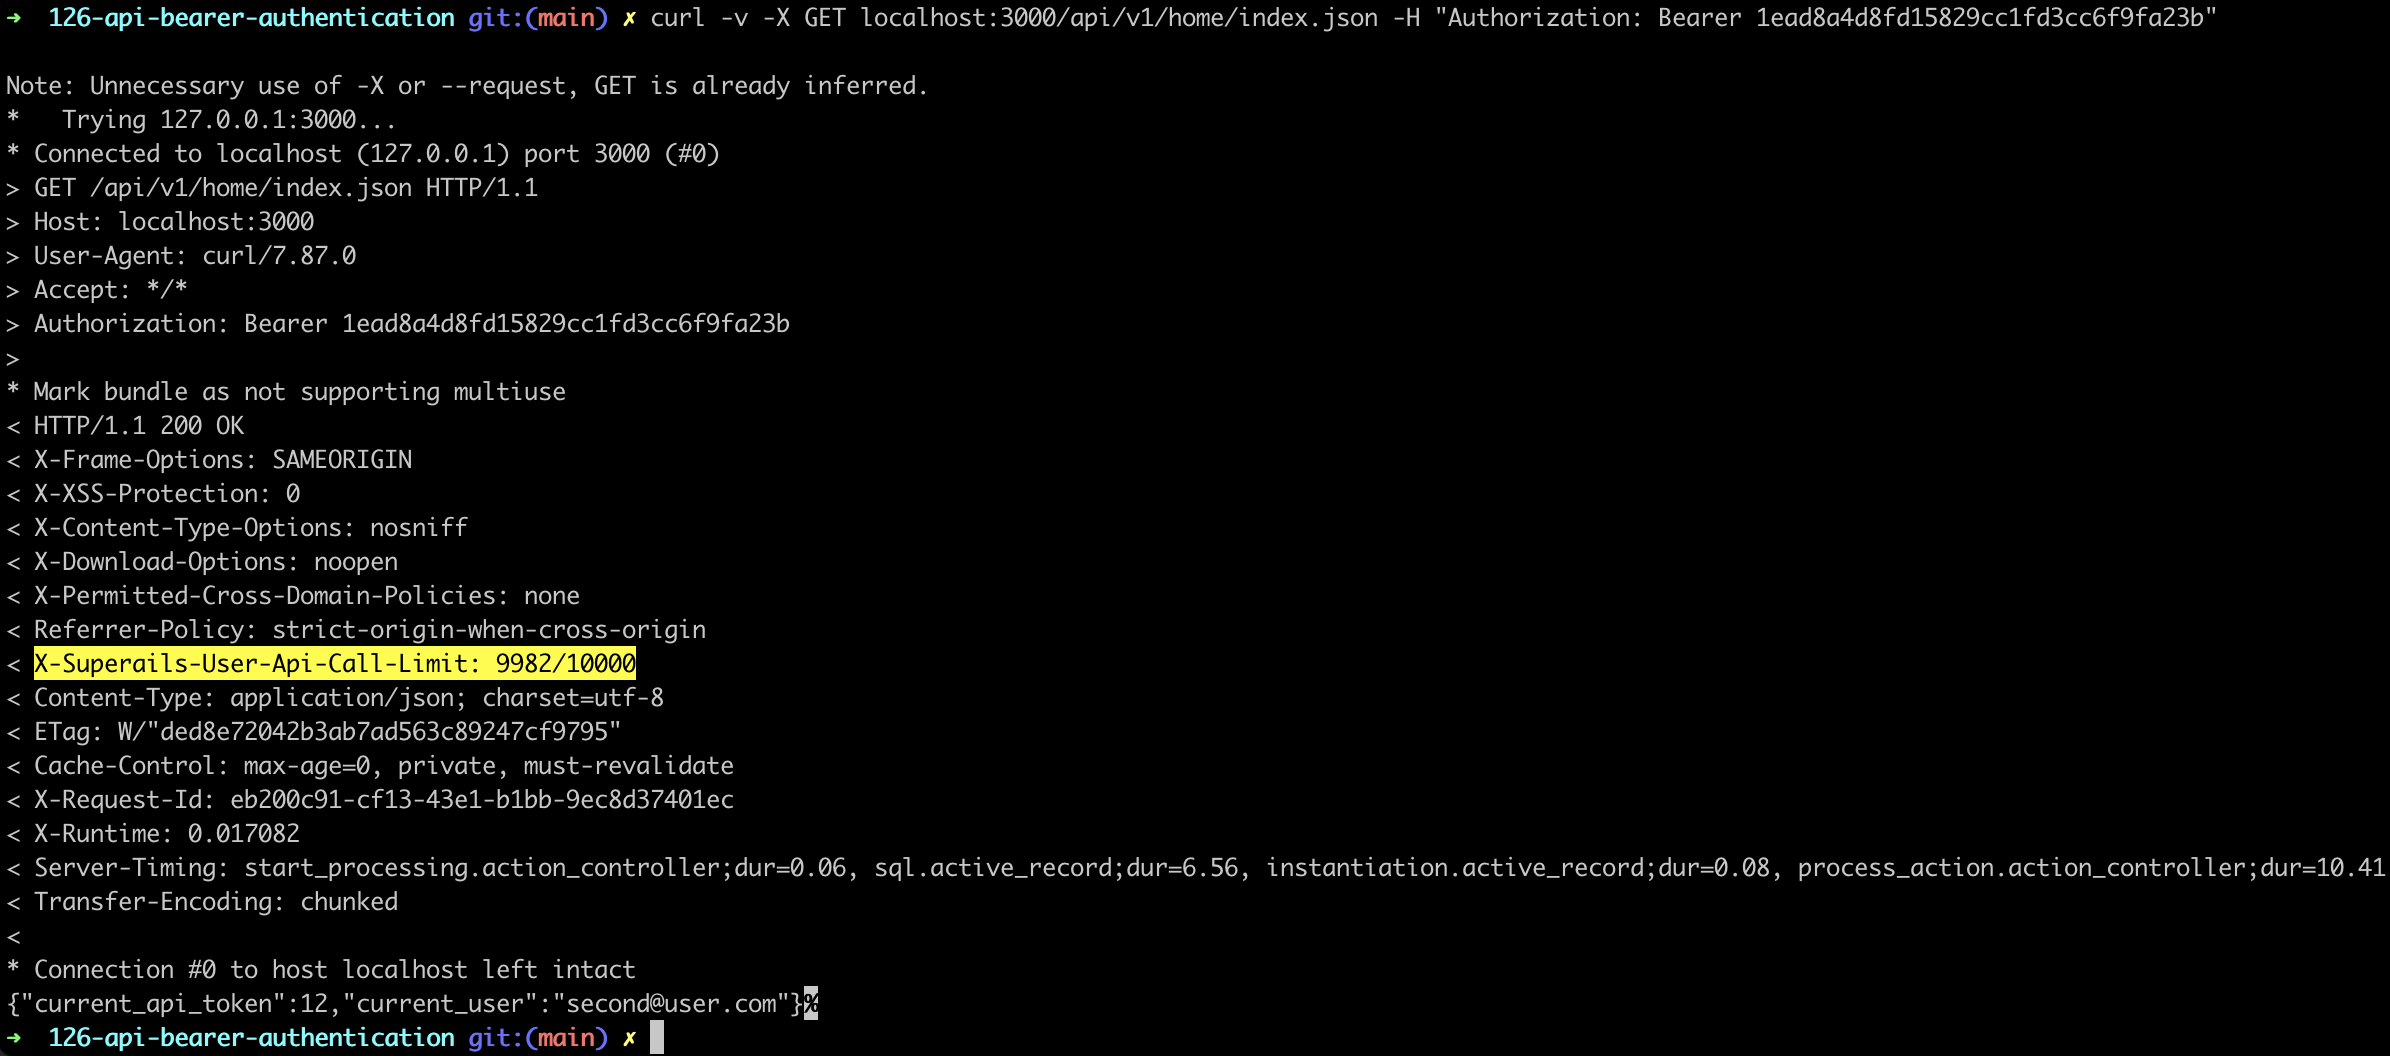 ➜  126-api-bearer-authentication git:(main) ✗ curl -v -X GET localhost:3000/api/v1/home/index.json -H "Authorization: Bearer 1ead8a4d8fd15829cc1fd3cc6f9fa23b"
Note: Unnecessary use of -X or --request, GET is already inferred.
*   Trying 127.0.0.1:3000...
* Connected to localhost (127.0.0.1) port 3000 (#0)
> GET /api/v1/home/index.json HTTP/1.1
> Host: localhost:3000
> User-Agent: curl/7.87.0
> Accept: */*
> Authorization: Bearer 1ead8a4d8fd15829cc1fd3cc6f9fa23b
>
* Mark bundle as not supporting multiuse
< HTTP/1.1 200 OK
< X-Frame-Options: SAMEORIGIN
< X-XSS-Protection: 0
< X-Content-Type-Options: nosniff
< X-Download-Options: noopen
< X-Permitted-Cross-Domain-Policies: none
< Referrer-Policy: strict-origin-when-cross-origin
< X-Superails-User-Api-Call-Limit: 9982/10000
< Content-Type: application/json; charset=utf-8
< ETag: W/"ded8e72042b3ab7ad563c89247cf9795"
< Cache-Control: max-age=0, private, must-revalidate
< X-Request-Id: eb200c91-cf13-43e1-b1bb-9ec8d37401ec
< X-Runtime: 0.017082
< Server-Timing: start_processing.action_controller;dur=0.06, sql.active_record;dur=6.56, instantiation.active_record;dur=0.08, process_action.action_controller;dur=10.41
< Transfer-Encoding: chunked
<
* Connection #0 to host localhost left intact
{"current_api_token":12,"current_user":"second@user.com"}%
➜  126-api-bearer-authentication git:(main) ✗